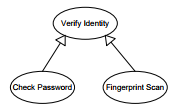 Verify Identity
Check Password
Fingerprint Scan